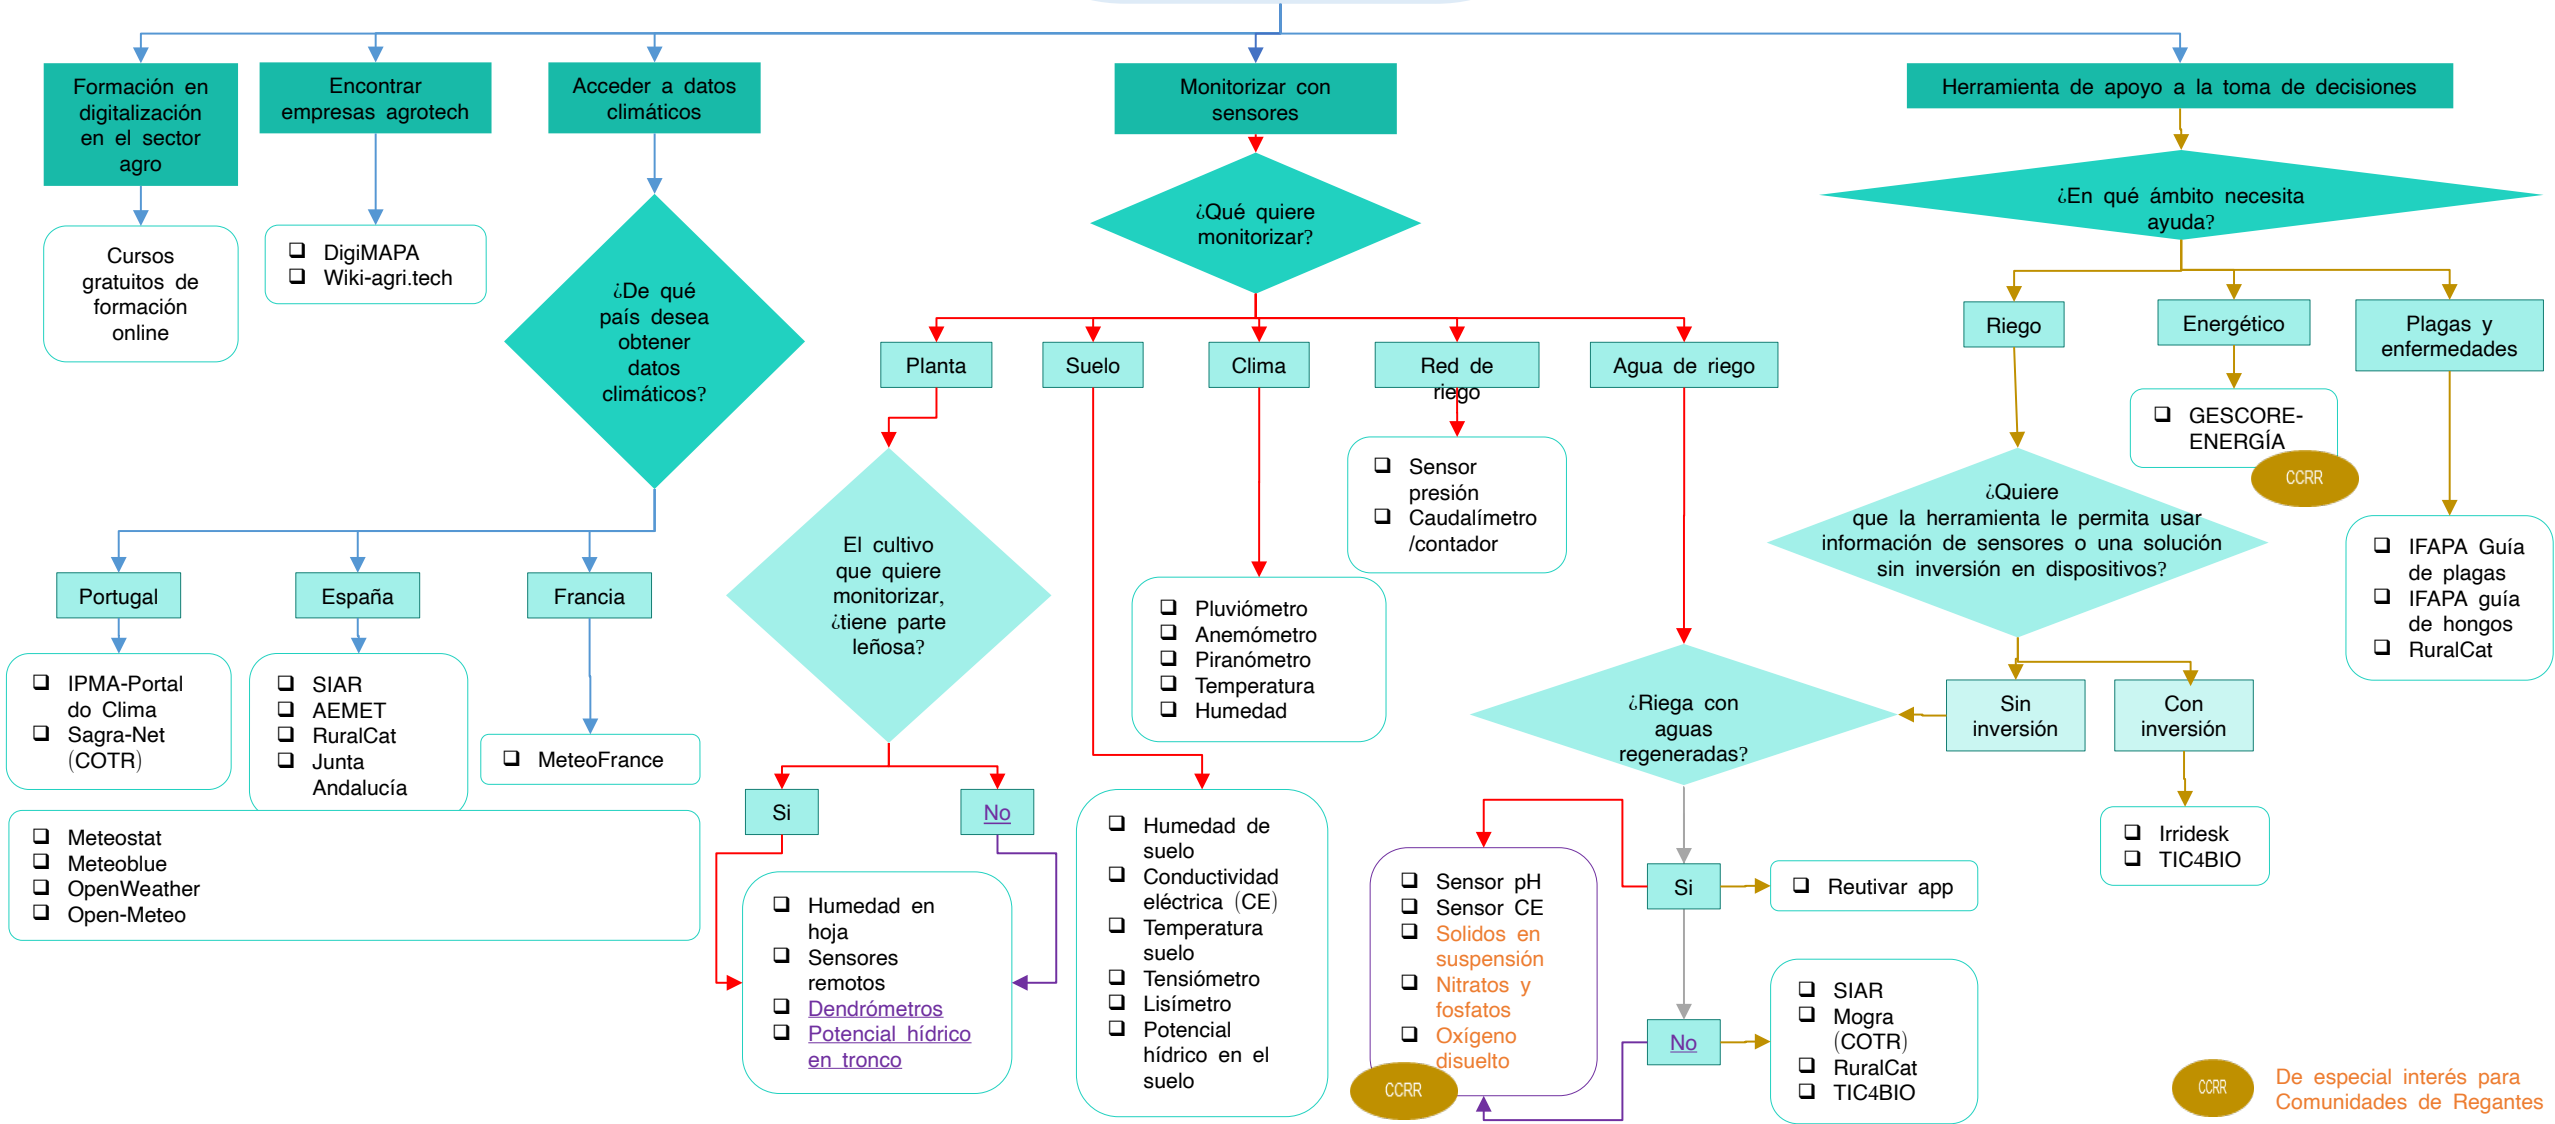 Formación en
digitalización
en el sector
agro
Encontrar
empresas agrotech
Acceder a datos
climáticos
Monitorizar con
sensores
Herramienta de apoyo a la toma de decisiones
Cursos
gratuitos de
formación
online
❑ DigiMAPA
❑ Wiki-agri.tech
¿De qué
país desea
obtener
datos
climáticos?
¿Qué quiere
monitorizar?
¿En qué ámbito necesita
ayuda?
Planta
Suelo
Clima
Red de
riego
Agua de riego
Riego
Energético
Plagas y
enfermedades
❑ GESCORE-
ENERGÍA
CCRR
❑ Sensor
presión
❑ Caudalímetro
/contador
El cultivo
que quiere
monitorizar,
¿tiene parte
leñosa?
¿Quiere
que la herramienta le permita usar
información de sensores o una solución
sin inversión en dispositivos?
❑ IFAPA Guía
de plagas
❑ IFAPA guía
de hongos
❑ RuralCat
Portugal
España
Francia
❑ IPMA-Portal
do Clima
❑ Sagra-Net
(COTR)
❑ SIAR
❑ AEMET
❑ RuralCat
❑ Junta
Andalucía
❑ MeteoFrance
❑ Meteostat
❑ Meteoblue
❑ OpenWeather
❑ Open-Meteo
❑ Pluviómetro
❑ Anemómetro
❑ Piranómetro
❑ Temperatura
❑ Humedad
¿Riega con
aguas
regeneradas?
Sin
inversión
Con
inversión
Si
No
❑ Humedad en
hoja
❑ Sensores
remotos
❑ Dendrómetros
❑ Potencial hídrico
en tronco
❑ Humedad de
suelo
❑ Conductividad
eléctrica (CE)
❑ Temperatura
suelo
❑ Tensiómetro
❑ Lisímetro
❑ Potencial
hídrico en el
suelo
❑ Sensor pH
❑ Sensor CE
❑ Solidos en
suspensión
❑ Nitratos y
fosfatos
❑ Oxígeno
disuelto
CCRR
Si
No
❑ Reutivar app
❑ Irridesk
❑ TIC4BIO
❑ SIAR
❑ Mogra
(COTR)
❑ RuralCat
❑ TIC4BIO
CCRR
De especial interés para
Comunidades de Regantes